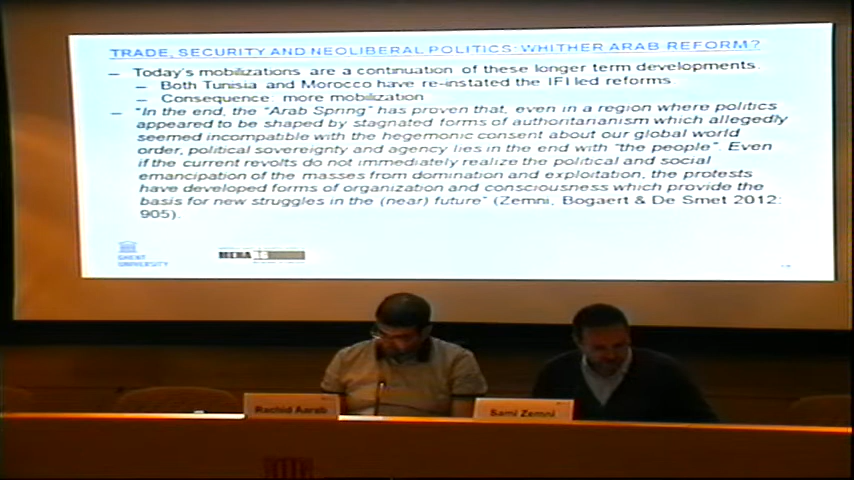 TRADE, SECURITY AND NEOLIBERAL POLITICS: WHITHER ARAB REFORM?
– Today's mobilizations are a continuation of these longer term developments.
– Both Tunisia and Morocco have re-instated the IFI led reforms.
– Consequence: more mobilization
– "In the end, the "Arab Spring" has proven that, even in a region where politics
appeared to be shaped by stagnated forms of authoritarianism which allegedly
seemed incompatible with the hegemonic consent about our global world
order, political sovereignty and agency lies in the end with "the people". Even
if the current revolts do not immediately realize the political and social
emancipation of the masses from domination and exploitation, the protests
have developed forms of organization and consciousness which provide the
basis for new struggles in the (near) future" (Zemni, Bogaert & De Smet 2012:
905).
GHENT
UNIVERSITY
MENA
Rachid Aarab
Sami Zemni